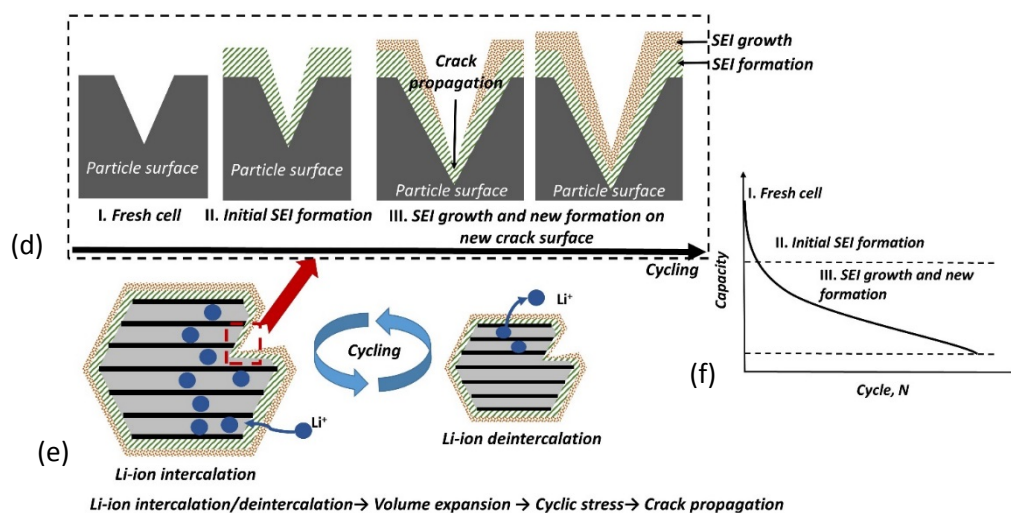 SEI growth
SEI formation
Crack
propagation
Particle surface
Particle surface
Particle surface
Particle surface
I. Fresh cell
II. Initial SEI formation
III. SEI growth and new formation on
new crack surface
(d)
Cycling
Li+
Cycling
Li+
(e)
Li-ion intercalation
Li-ion deintercalation
Li-ion intercalation/deintercalation→ Volume expansion → Cyclic stress→ Crack propagation
I. Fresh cell
II. Initial SEI formation
III. SEI growth and new
formation
Capacity
(f)
Cycle, N